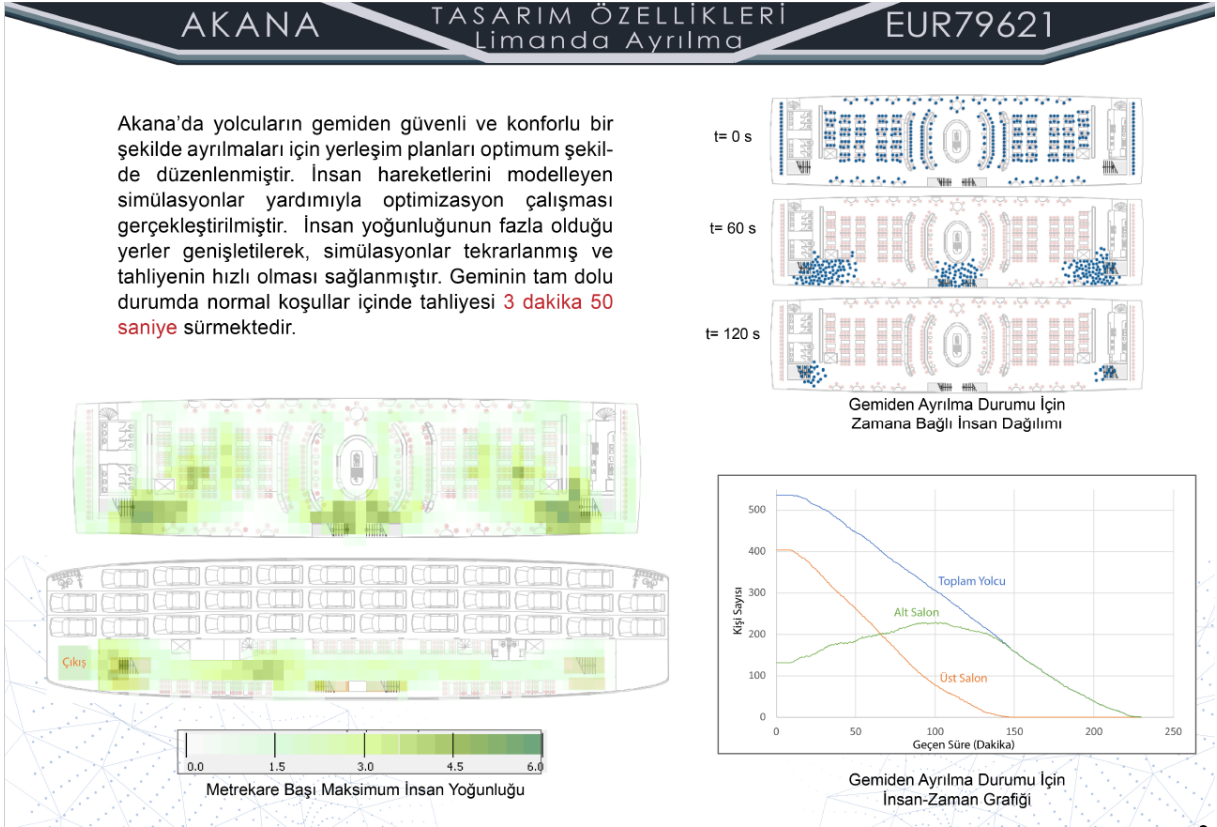 AKANA
TASARIM ÖZELLİKLERİ
Limanda Ayrılma
EUR79621
Akana’da yolcuların gemiden güvenli ve konforlu bir
şekilde ayrılmaları için yerleşim planları optimum şekil-
de düzenlenmiştir. İnsan hareketlerini modelleyen
simülasyonlar yardımıyla optimizasyon çalışması
gerçekleştirilmiştir. İnsan yoğunluğunun fazla olduğu
yerler genişletilerek, simülasyonlar tekrarlanmış ve
tahliyenin hızlı olması sağlanmıştır. Geminin tam dolu
durumda normal koşullar içinde tahliyesi 3 dakika 50
saniye sürmektedir.
t= 0 s
t= 60 s
t= 120 s
Gemiden Ayrılma Durumu İçin
Zamana Bağlı İnsan Dağılımı
Çıkış
0.0 1.5 3.0 4.5 6.0
Metrekare Başı Maksimum İnsan Yoğunluğu
Kişi Sayısı
500
400
300
200
100
0
Toplam Yolcu
Alt Salon
Üst Salon
0 50 100 150 200 250
Geçen Süre (Dakika)
Gemiden Ayrılma Durumu İçin
İnsan-Zaman Grafiği